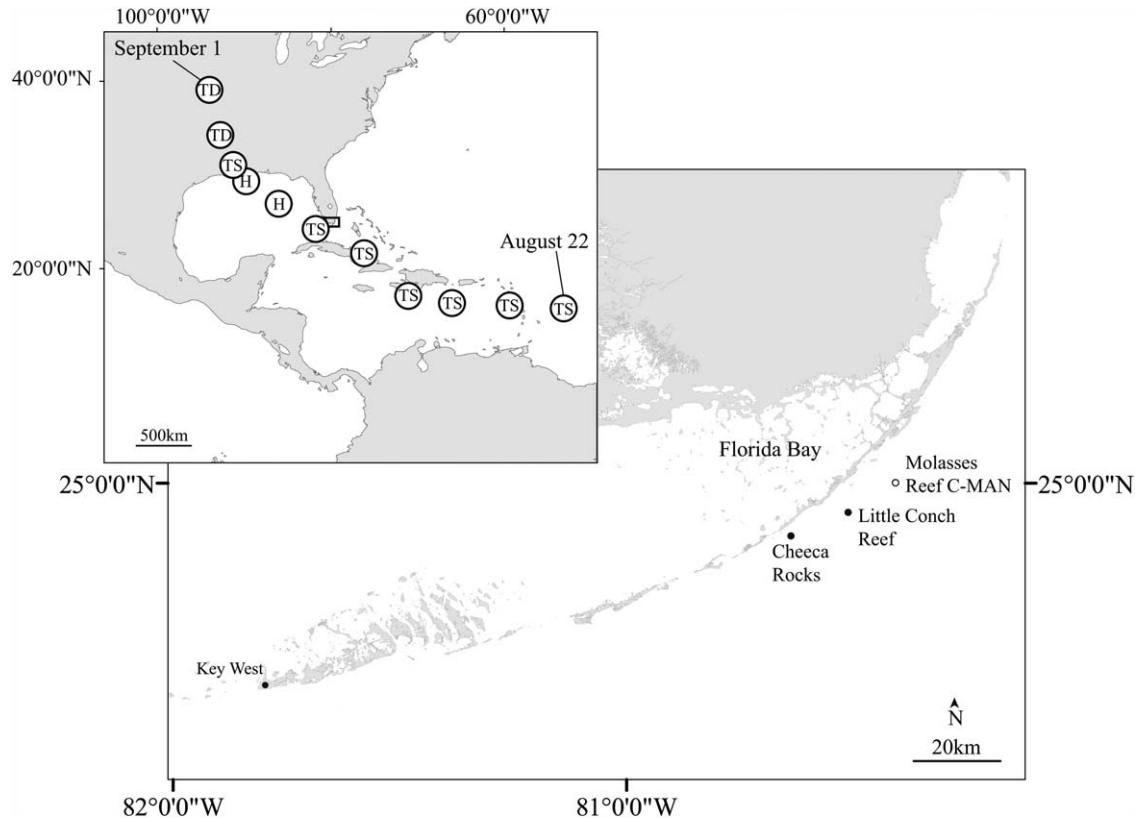 100°0'0"W
60°0'0"W
September 1
40°0'0"N
TD
TD
TS
H
H
TS
TS
August 22
20°0'0"N
TS
TS
TS
TS
500km
Florida Bay
Molasses
Reef C-MAN
25°0'0"N
25°0'0"N
Little Conch
Reef
Cheeca
Rocks
Key West
N
20km
82°0'0"W
81°0'0"W